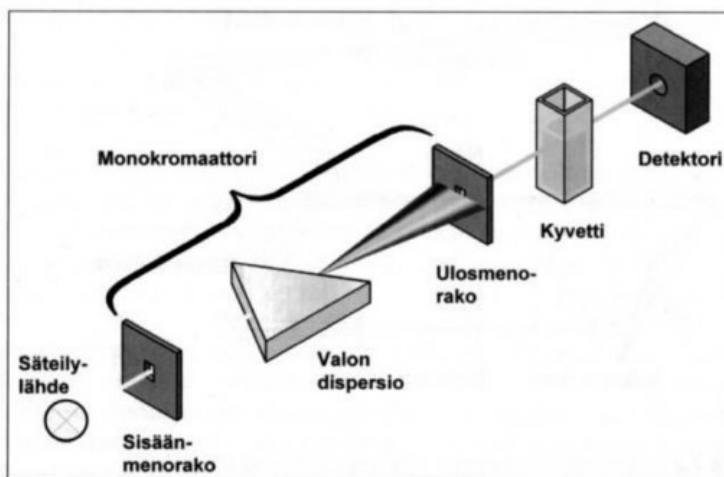 Monokromaattori
Detektori
Kyvetti
Ulosmeno-
rako
Valon
dispersio
Säteily-
lähde
Sisään-
menorako